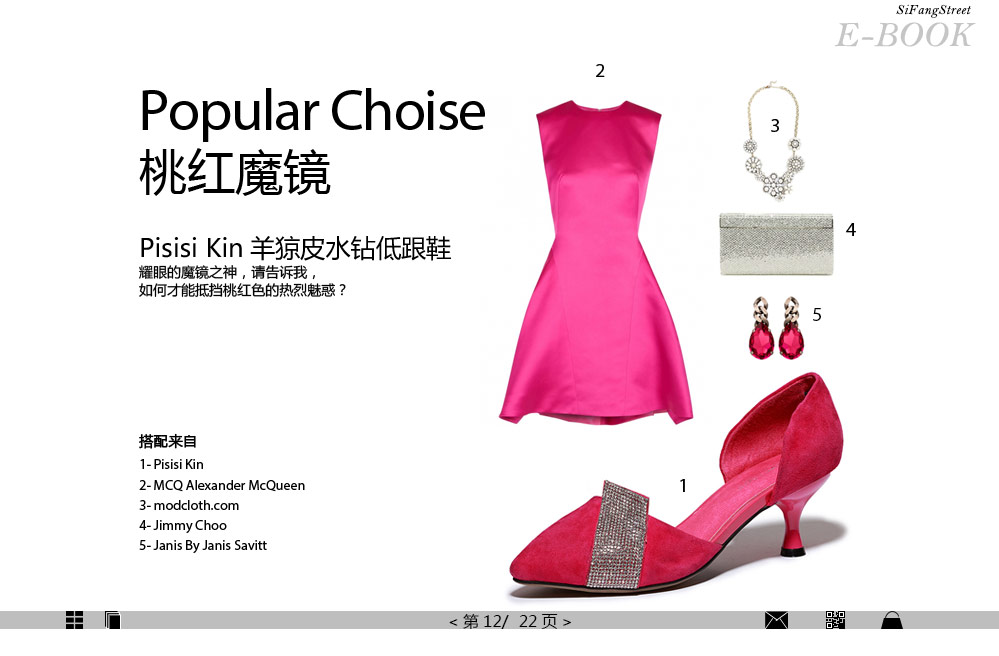 SiFangStreet
E-BOOK
Popular Choise
桃红魔镜
Pisisi Kin 羊猄皮水钻低跟鞋
耀眼的魔镜之神，请告诉我，
如何才能抵挡桃红色的热烈魅惑？
2
3
4
5
1
搭配来自
1- Pisisi Kin
2- MCQ Alexander McQueen
3- modcloth.com
4- Jimmy Choo
5- Janis By Janis Savitt
< 第 12/ 22 页 >